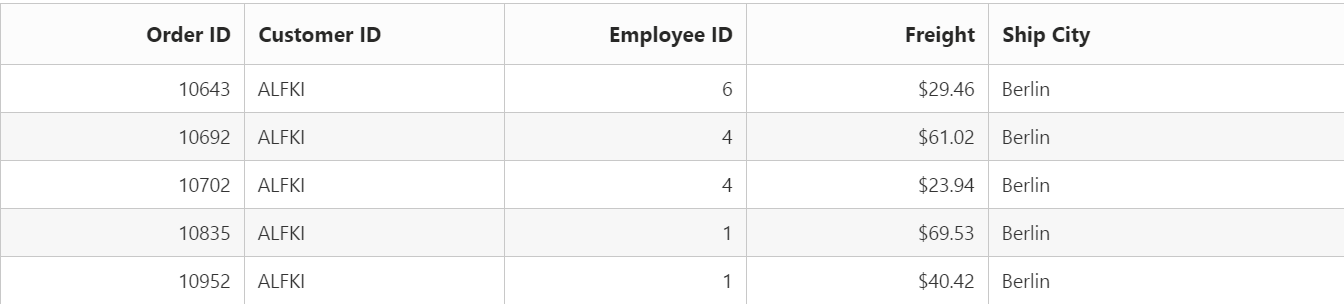 Order ID Customer ID Employee ID Freight Ship City
10643 ALFKI 6 $29.46 Berlin
10692 ALFKI 4 $61.02 Berlin
10702 ALFKI 4 $23.94 Berlin
10835 ALFKI 1 $69.53 Berlin
10952 ALFKI 1 $40.42 Berlin